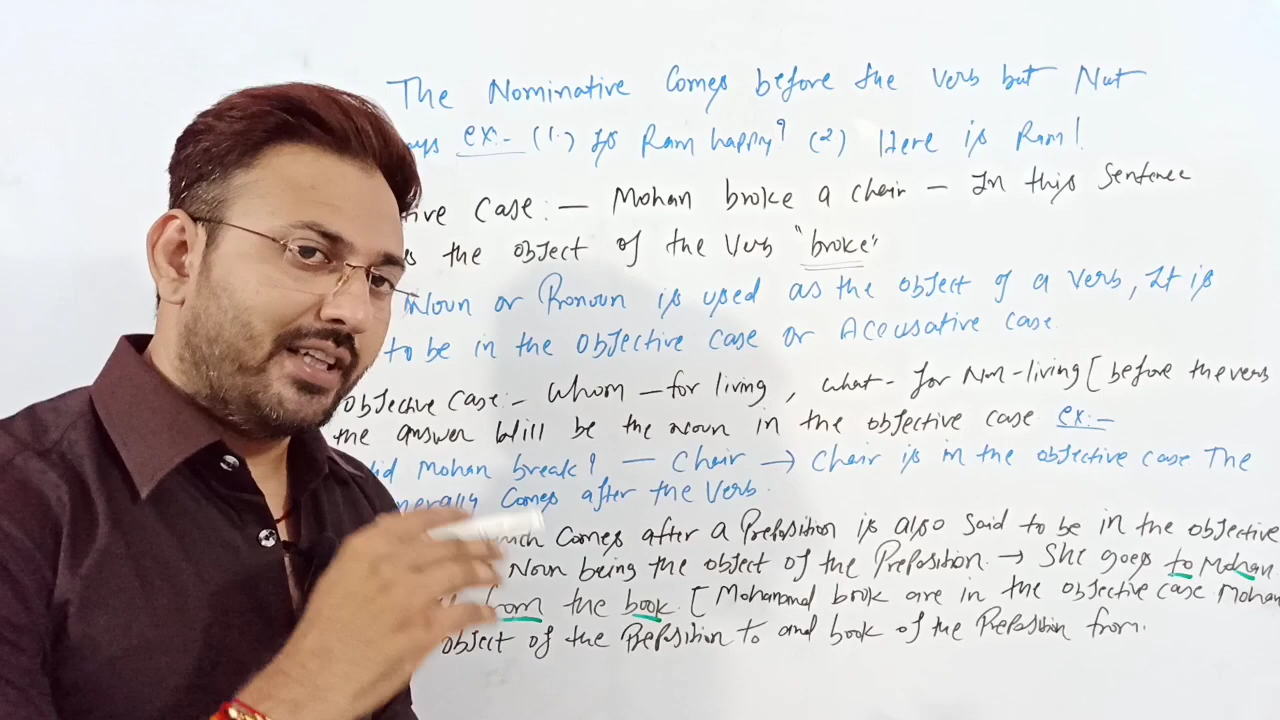 The Nominative Comes before the verb but Not
ex:- (1.) Is Ram happy? (2) Here is Ram!
Case:— Mohan broke a chair — In this Sentence
the object of the Verb "broke"
Noun or Pronoun is used as the object of a verb, It is
to be in the objective case or Accusative case.
objective case:- Whom — for living, what - for Non-living [before the verb
the answer Will be the noun in the objective case ex:-
did Mohan break? — Chair → Chair is in the objective case The
Comes after the Verb.
Comes after a Preposition is also said to be in the objective
Noun being the object of the Preposition. → She goes to Mohan
from the book. [Mohan and book are in the objective case Mohan
object of the Preposition to and book of the Preposition from.